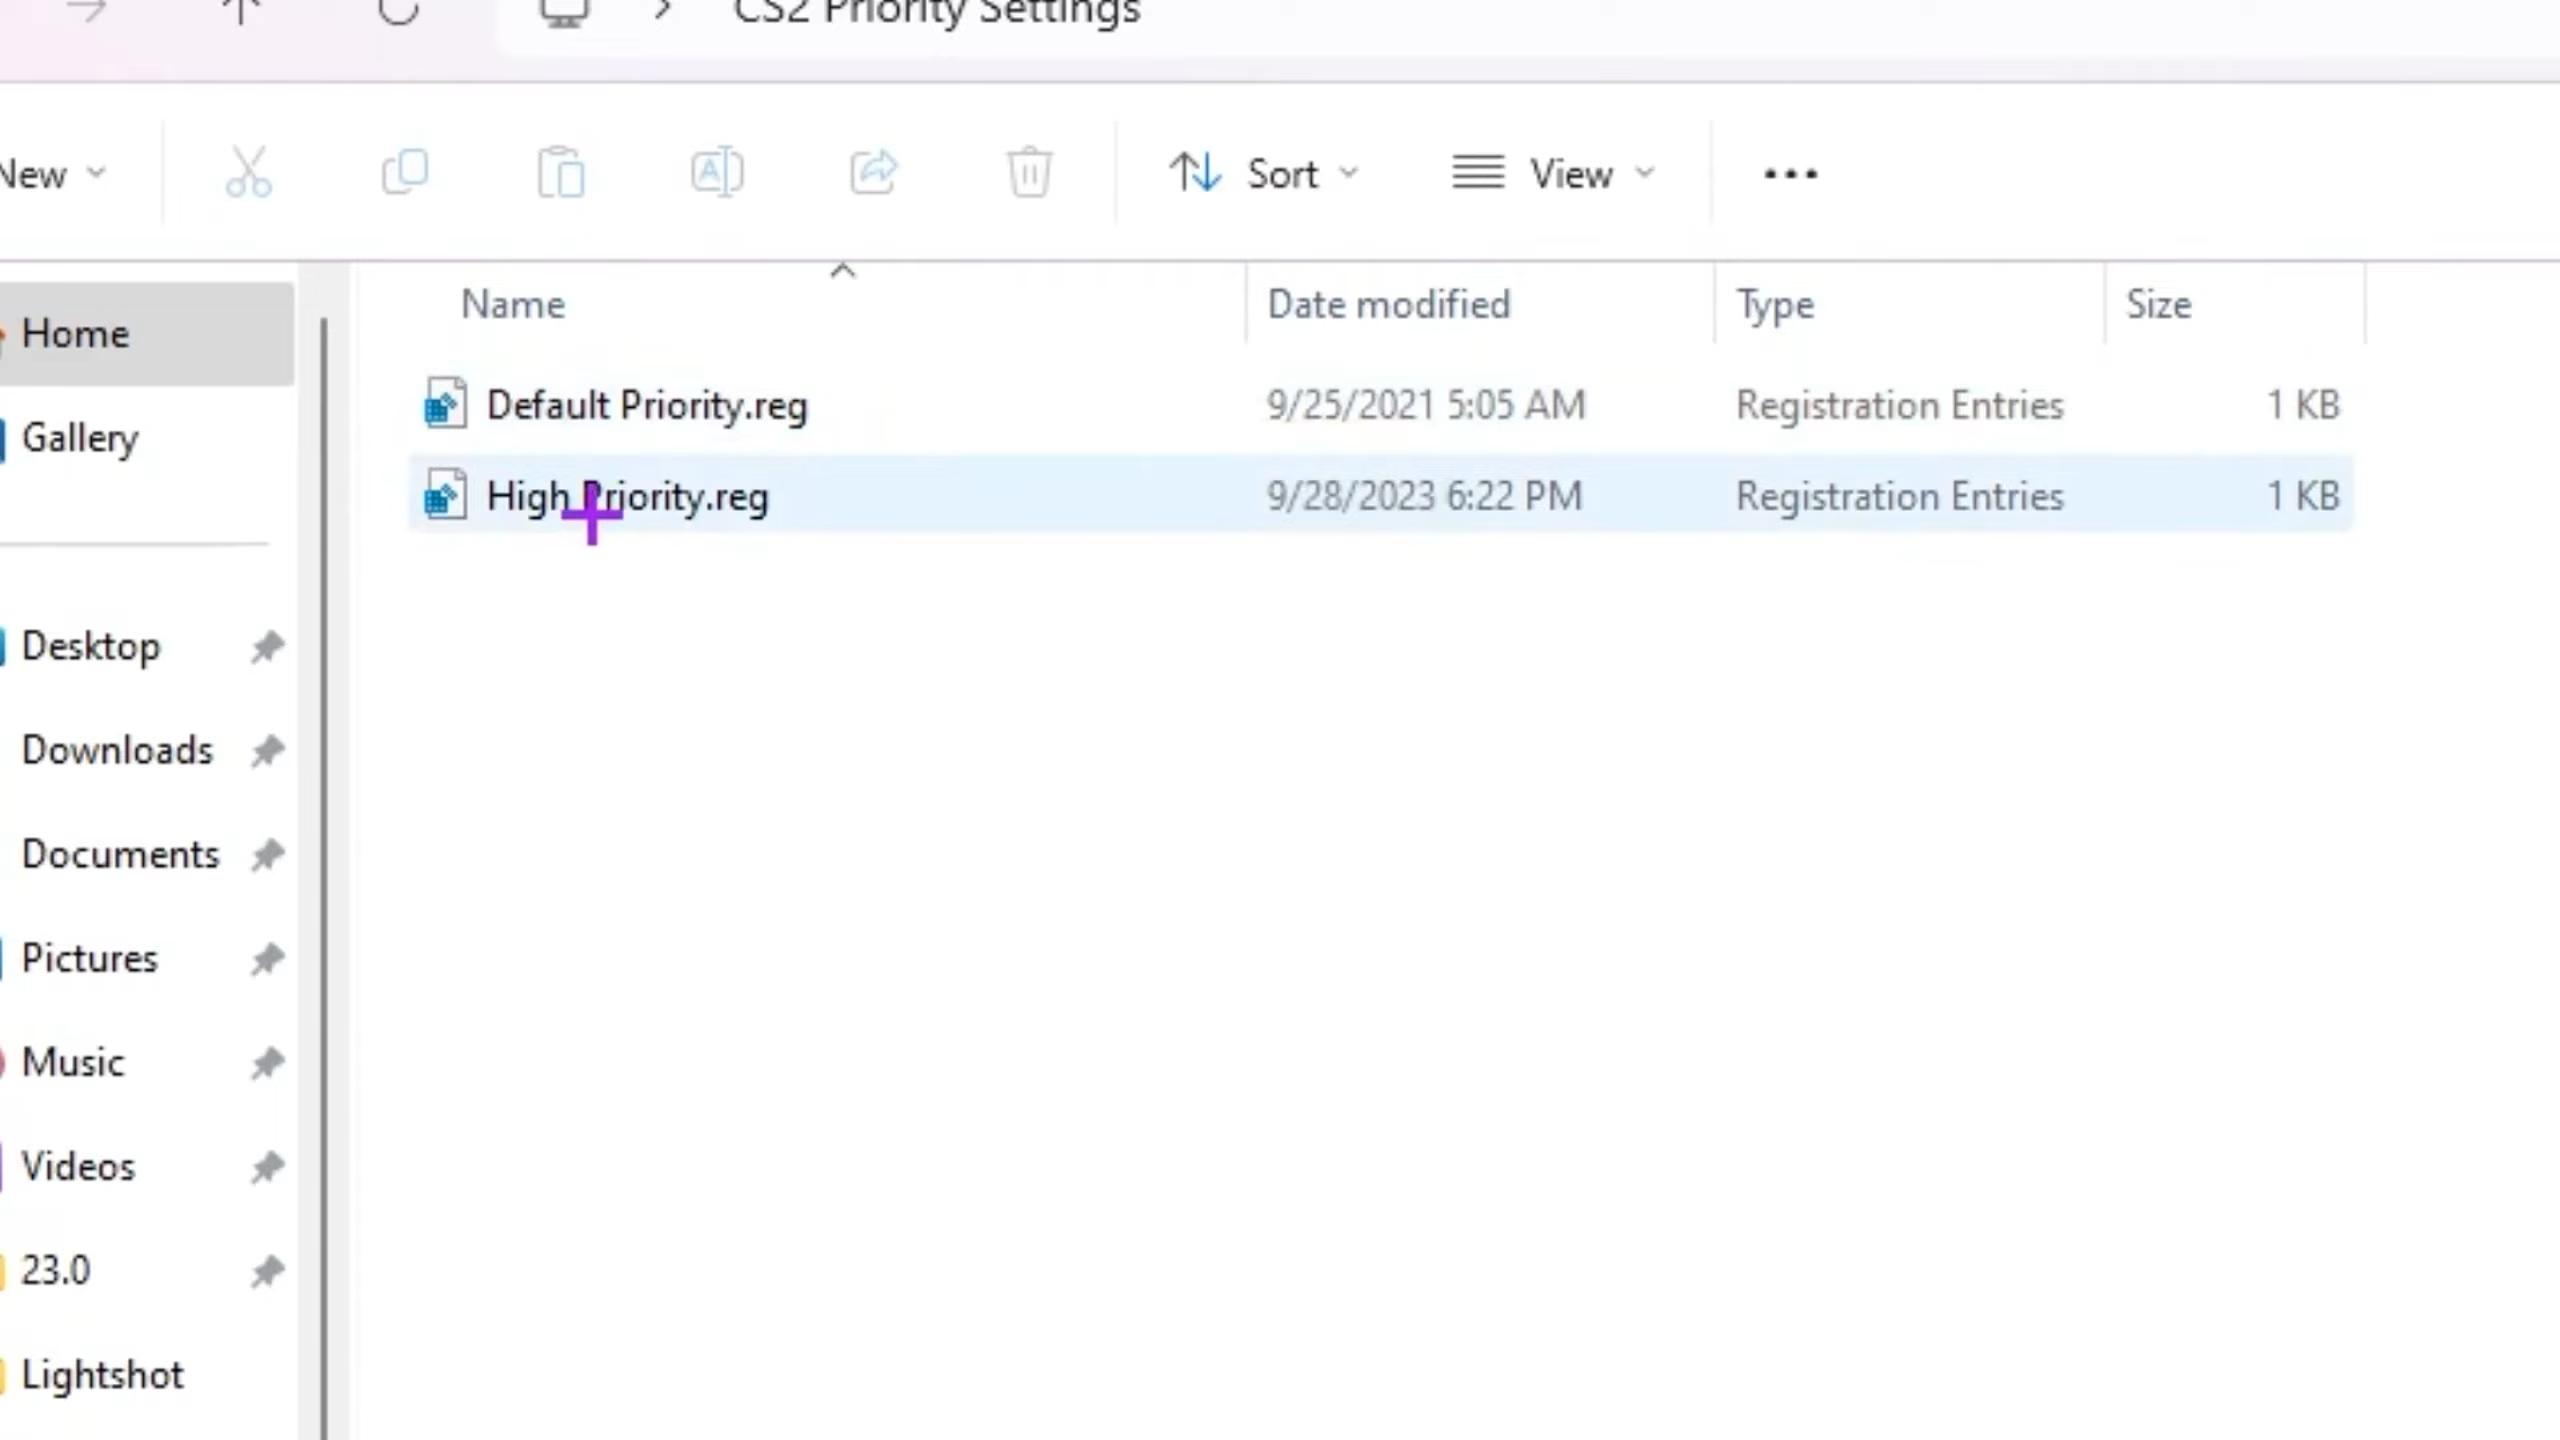 CS2 Priority Settings
New
Sort
View
Name Date modified Type Size
Default Priority.reg 9/25/2021 5:05 AM Registration Entries 1 KB
High Priority.reg 9/28/2023 6:22 PM Registration Entries 1 KB
Home
Gallery
Desktop
Downloads
Documents
Pictures
Music
Videos
23.0
Lightshot